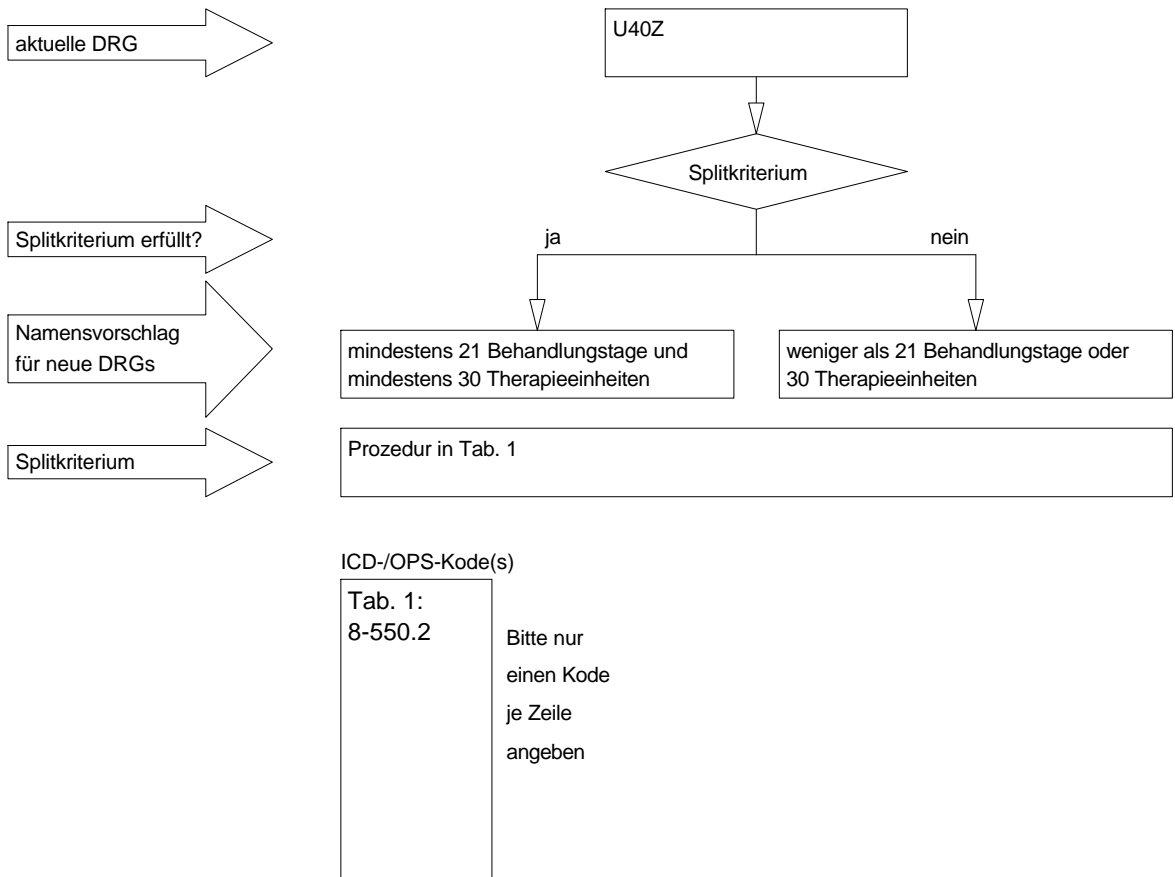 aktuelle DRG
U40Z
Splitkriterium
Splitkriterium erfüllt?
ja
nein
Namensvorschlag
für neue DRGs
mindestens 21 Behandlungstage und
mindestens 30 Therapieeinheiten
weniger als 21 Behandlungstage oder
30 Therapieeinheiten
Splitkriterium
Prozedur in Tab. 1
ICD-/OPS-Kode(s)
Tab. 1:
8-550.2
Bitte nur
einen Kode
je Zeile
angeben